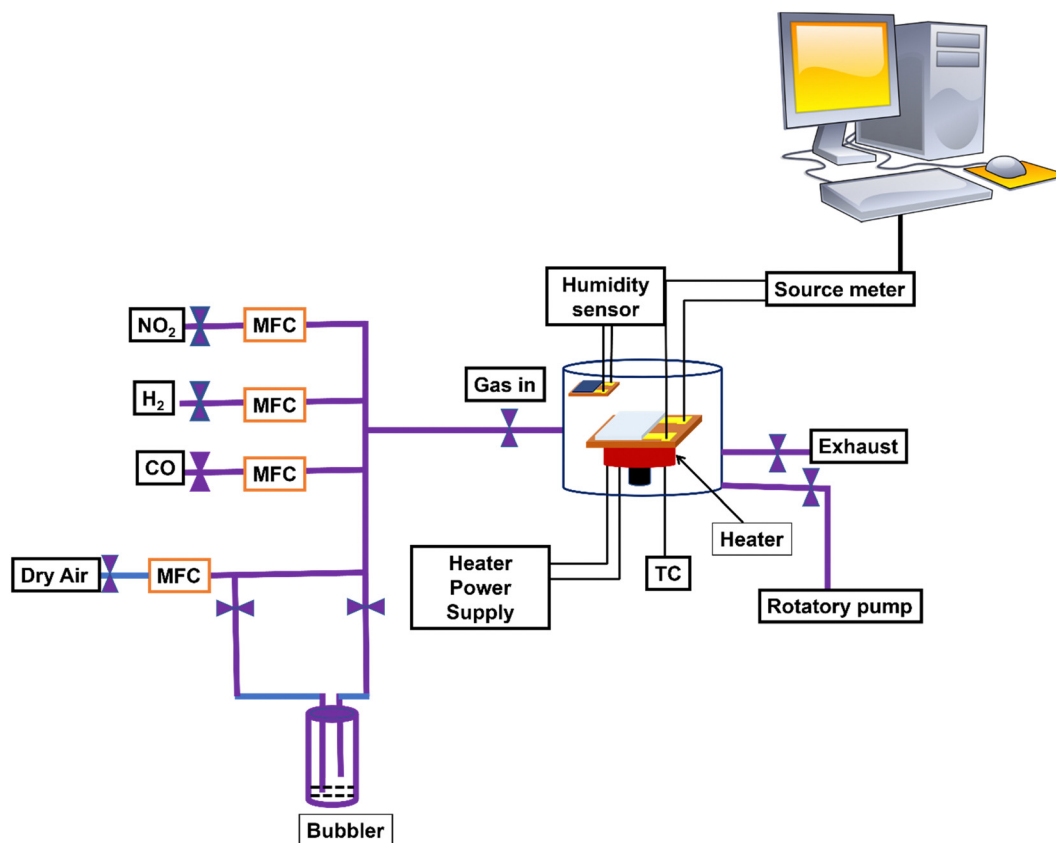 Humidity
sensor
Source meter
NO₂
MFC
H₂
MFC
Gas in
CO
MFC
Exhaust
Dry Air
MFC
Heater
Power
Supply
TC
Heater
Rotatory pump
Bubbler